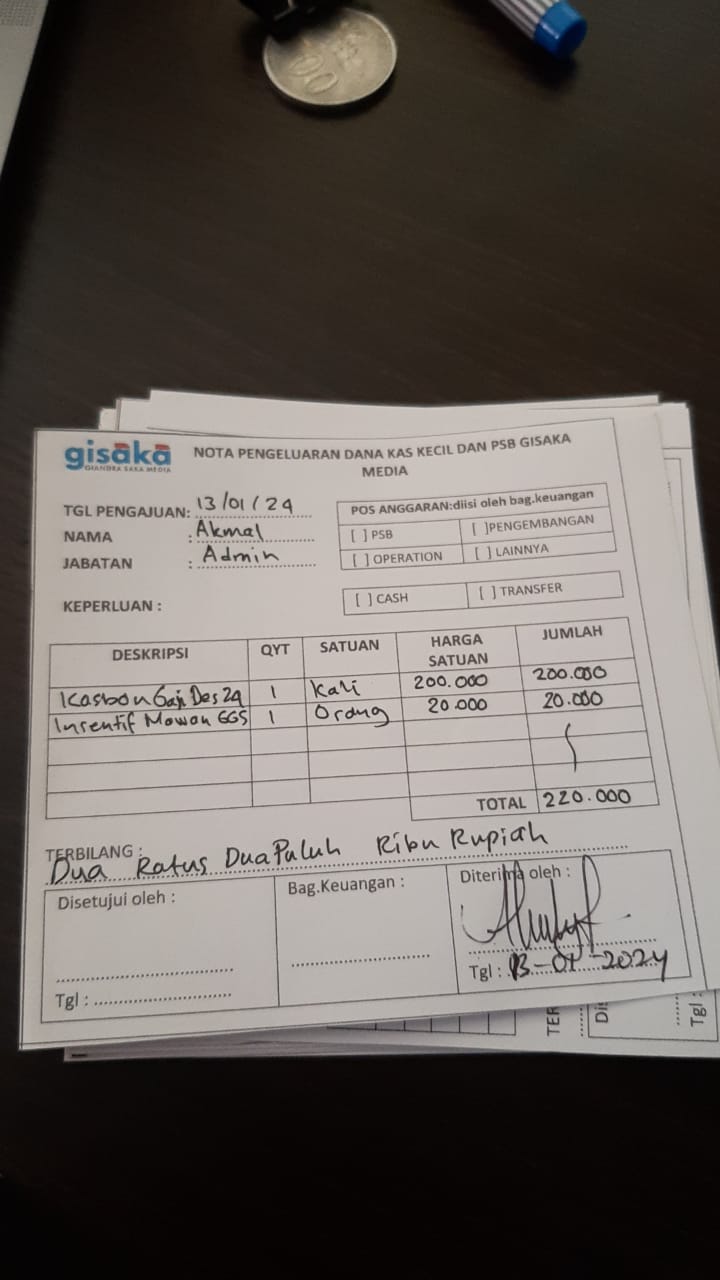 gisaka
GIANDRA SAKA MEDIA
NOTA PENGELUARAN DANA KAS KECIL DAN PSB GISAKA
MEDIA
TGL PENGAJUAN: 13/01/24
NAMA : Akmal
JABATAN : Admin
POS ANGGARAN:diisi oleh bag.keuangan
[ ] PSB [ ]PENGEMBANGAN
[ ] OPERATION [ ] LAINNYA
KEPERLUAN :
[ ] CASH [ ] TRANSFER
DESKRIPSI QYT SATUAN HARGA SATUAN JUMLAH
Kasbon Gaji Des 24 1 Kali 200.000 200.000
Insentif Mawan GGS 1 Orang 20.000 20.000
TOTAL 220.000
TERBILANG :
Dua Ratus Dua Puluh Ribu Rupiah
Disetujui oleh : Bag.Keuangan : Diterima oleh :
Tgl : Tgl : 13-01-2024
TER
Di
Tgl :